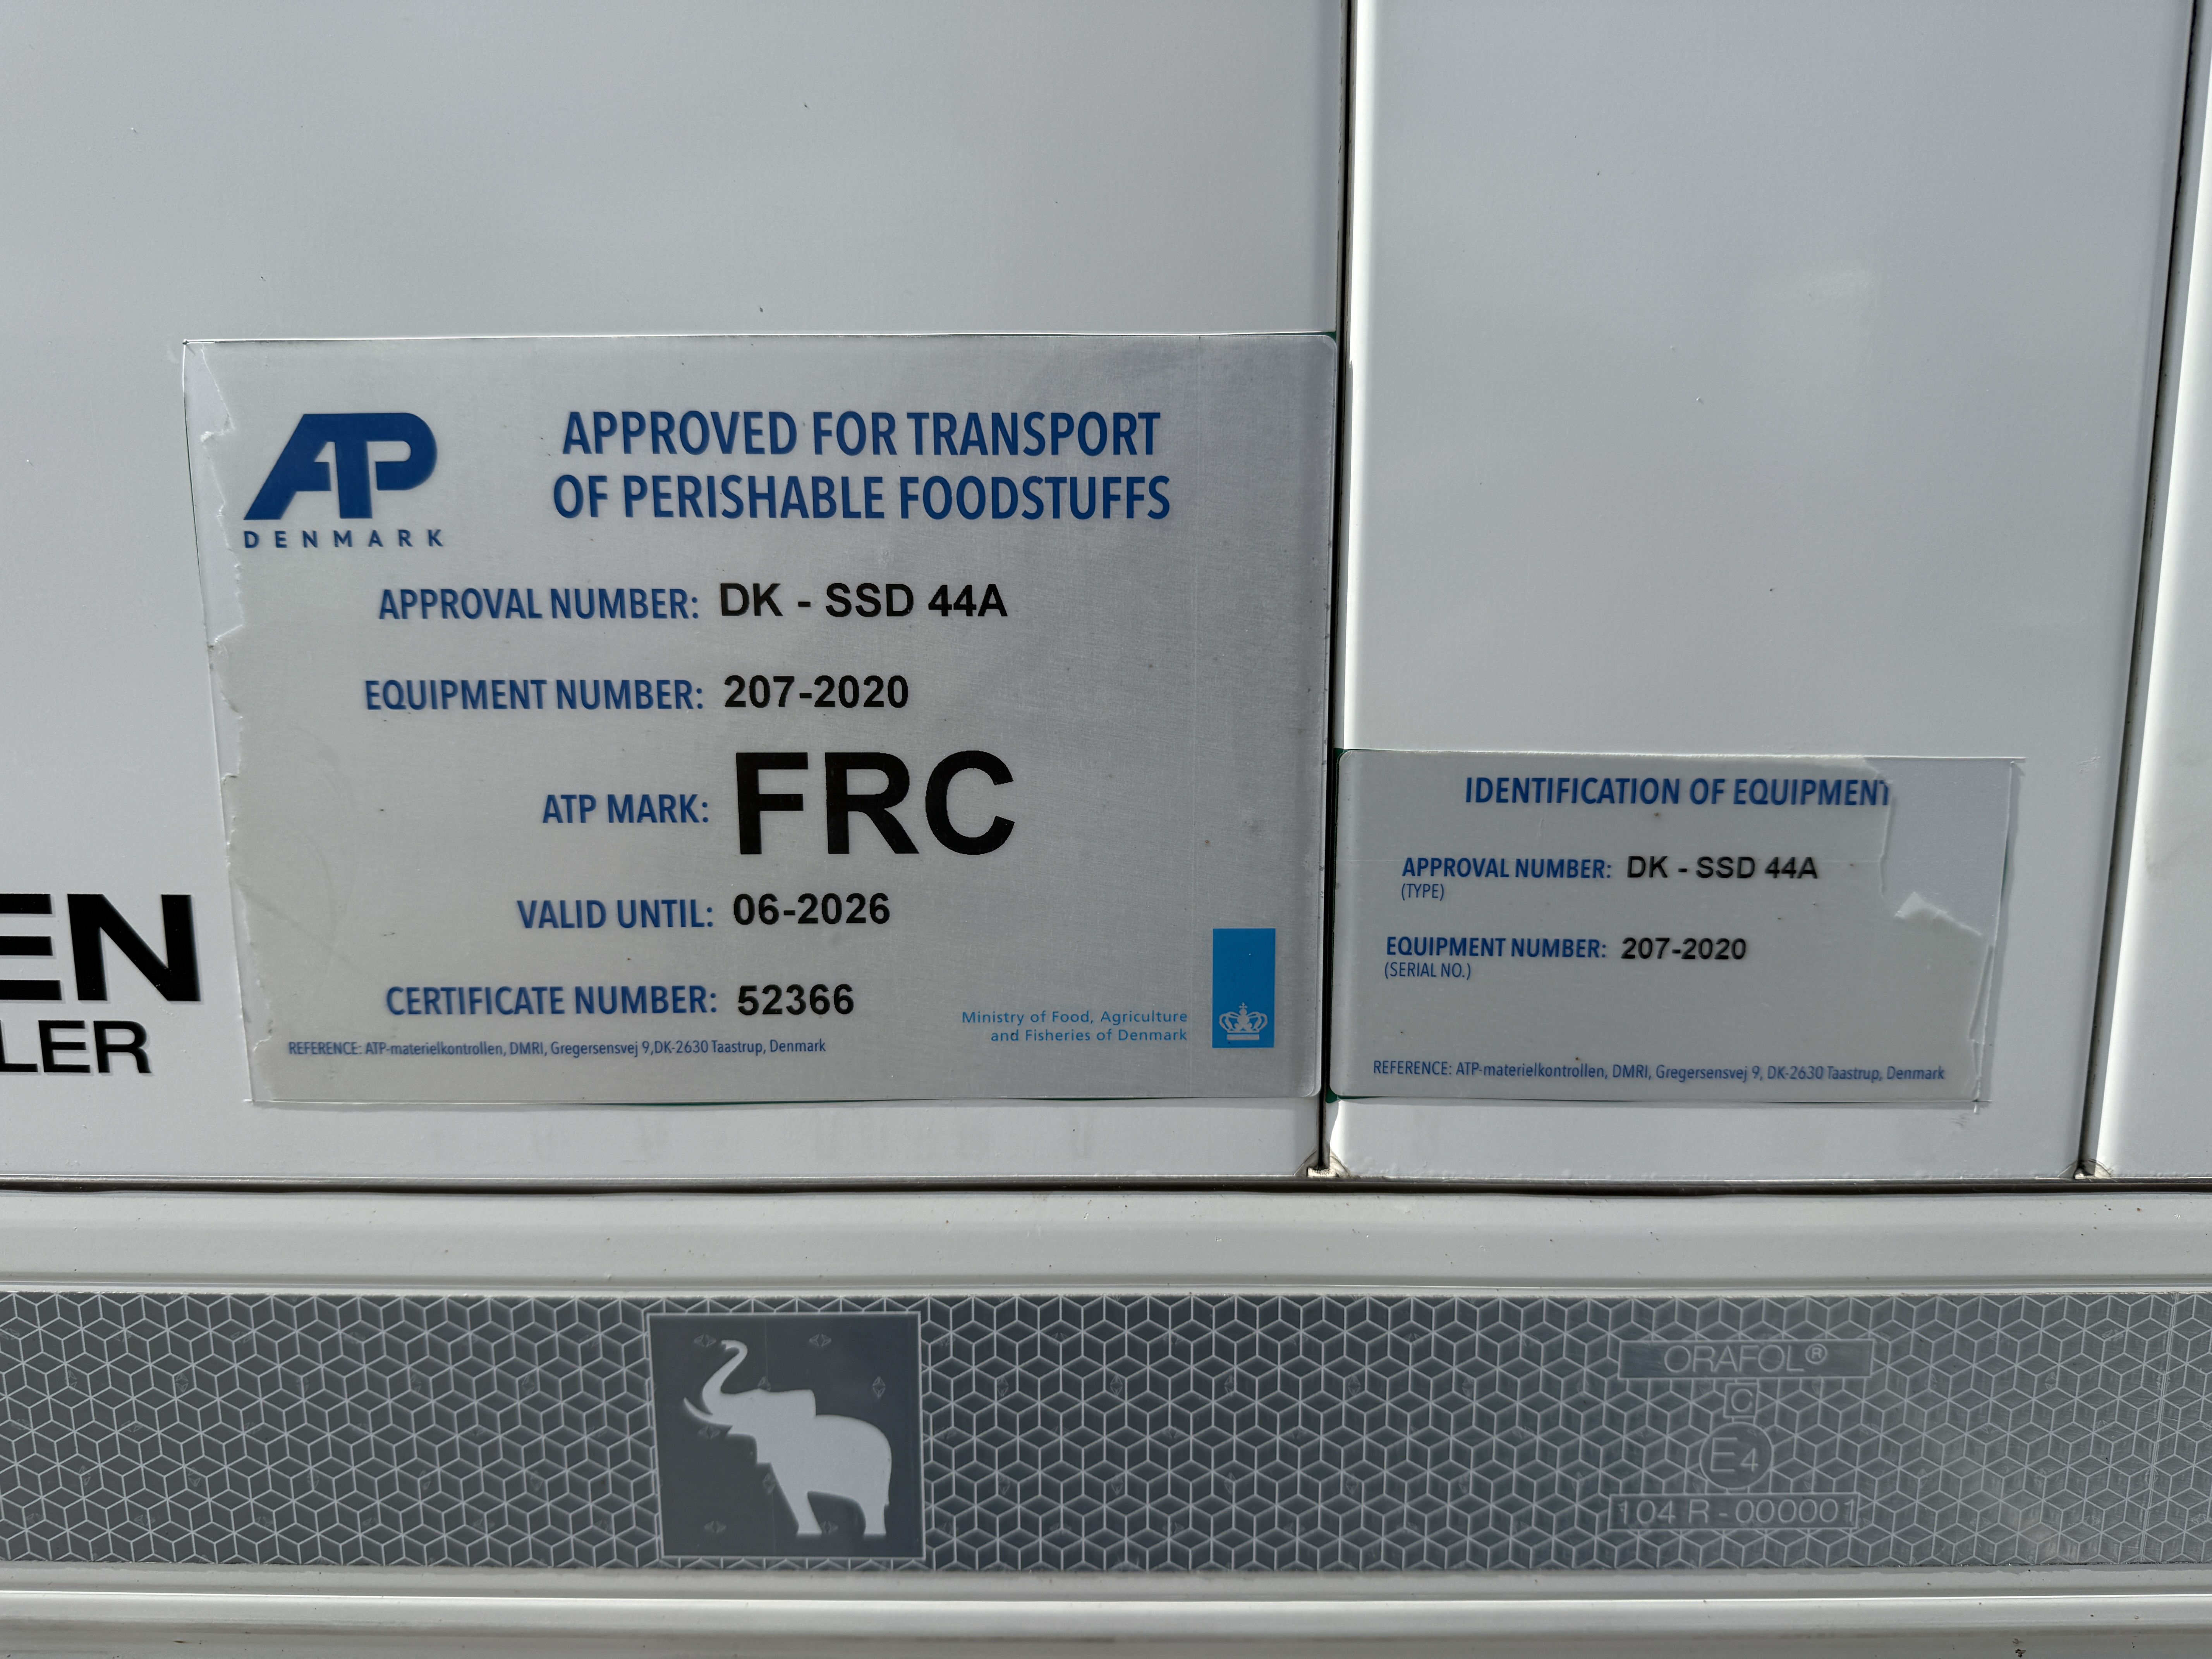 ATP
DENMARK
APPROVED FOR TRANSPORT
OF PERISHABLE FOODSTUFFS
APPROVAL NUMBER: DK - SSD 44A
EQUIPMENT NUMBER: 207-2020
ATP MARK: FRC
VALID UNTIL: 06-2026
CERTIFICATE NUMBER: 52366
Ministry of Food, Agriculture
and Fisheries of Denmark
REFERENCE: ATP-materielkontrollen, DMRI, Gregersensvej 9,DK-2630 Taastrup, Denmark
EN
LER
IDENTIFICATION OF EQUIPMENT
APPROVAL NUMBER: DK - SSD 44A
(TYPE)
EQUIPMENT NUMBER: 207-2020
(SERIAL NO.)
REFERENCE: ATP-materielkontrollen, DMRI, Gregersensvej 9, DK-2630 Taastrup, Denmark
ORAFOL®
C
E4
104 R - 000001